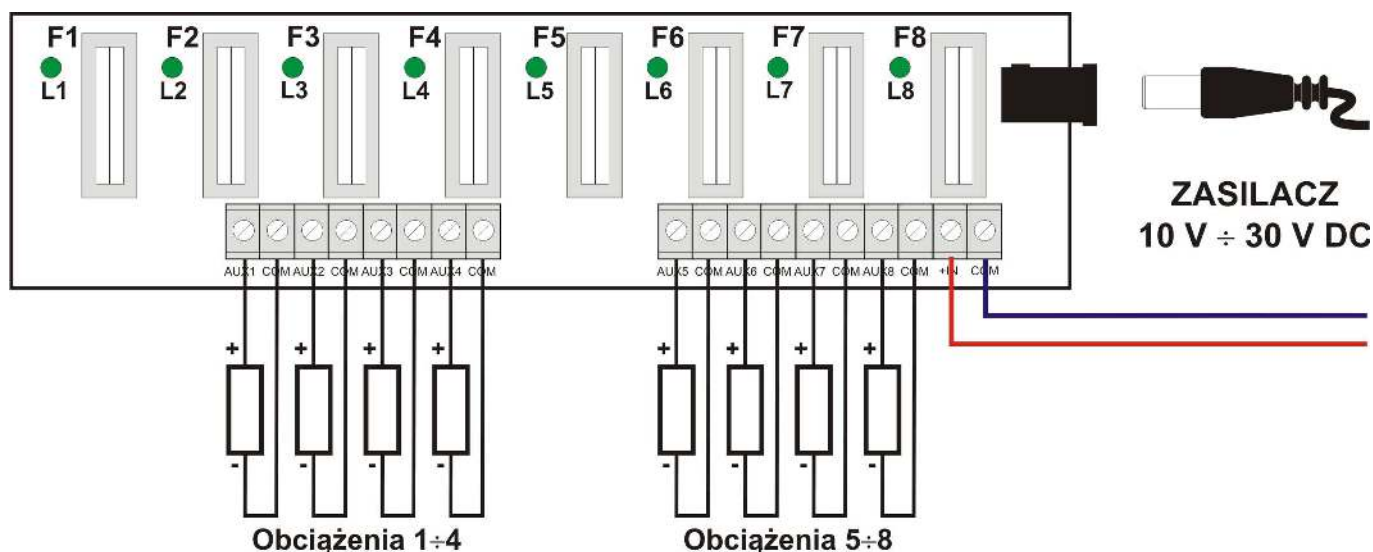 F1 F2 F3 F4 F5 F6 F7 F8
L1 L2 L3 L4 L5 L6 L7 L8
ZASILACZ
10 V ÷ 30 V DC
AUX1 COM AUX2 COM AUX3 COM AUX4 COM AUX5 COM AUX6 COM AUX7 COM AUX8 COM +IN COM
+ + + + + + + +
- - - - - - - -
Obciążenia 1÷4 Obciążenia 5÷8